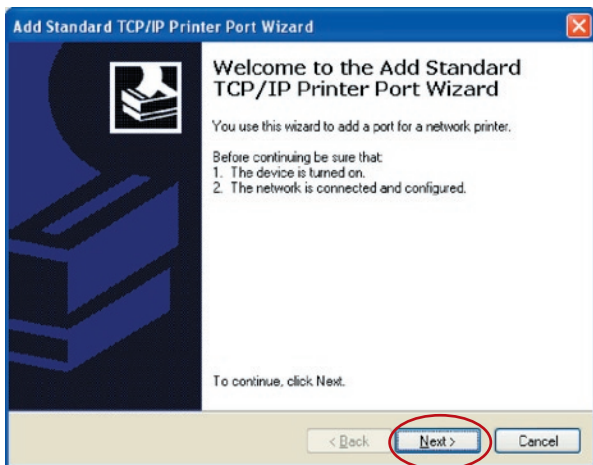 Add Standard TCP/IP Printer Port Wizard
Welcome to the Add Standard
TCP/IP Printer Port Wizard
You use this wizard to add a port for a network printer.
Before continuing be sure that:
1. The device is turned on.
2. The network is connected and configured.
To continue, click Next.
< Back Next > Cancel